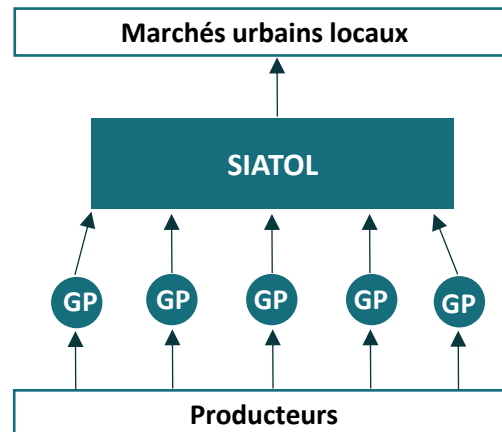 Marchés urbains locaux
SIATOL
GP GP GP GP GP
Producteurs